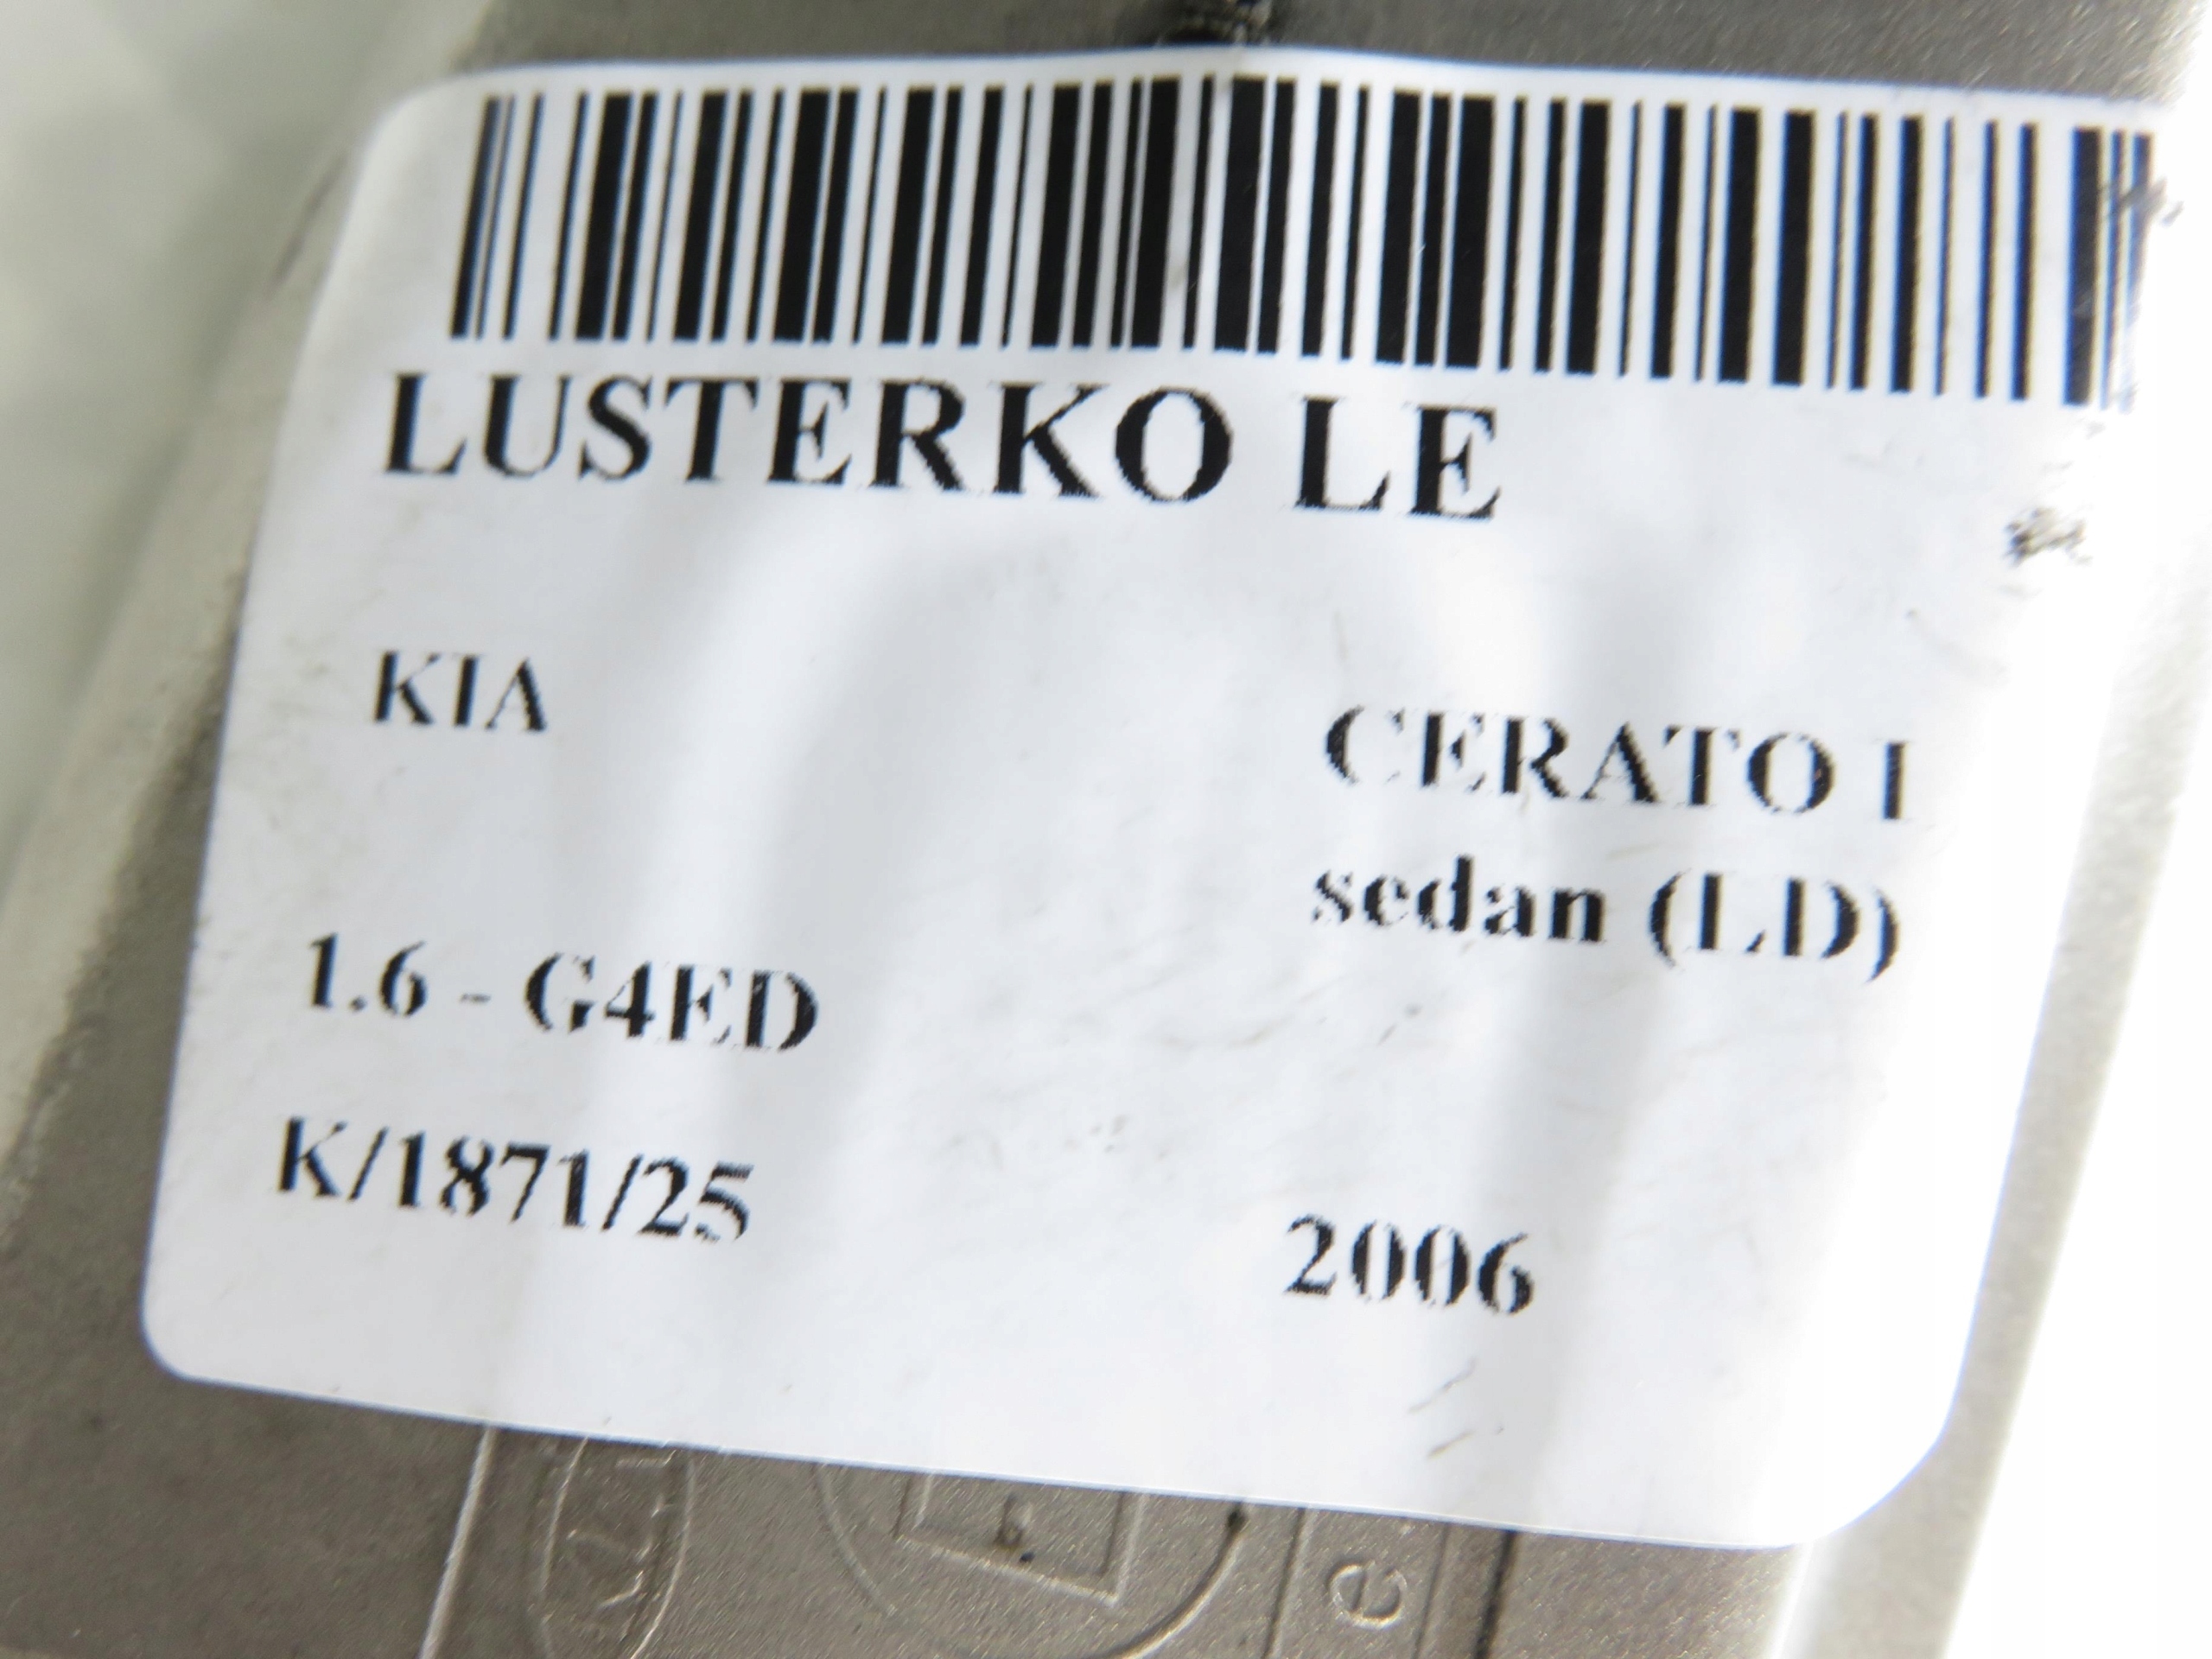 LUSTERKO LE
KIA
CERATO I
sedan (LD)
1.6 - G4ED
K/1871/25
2006
e